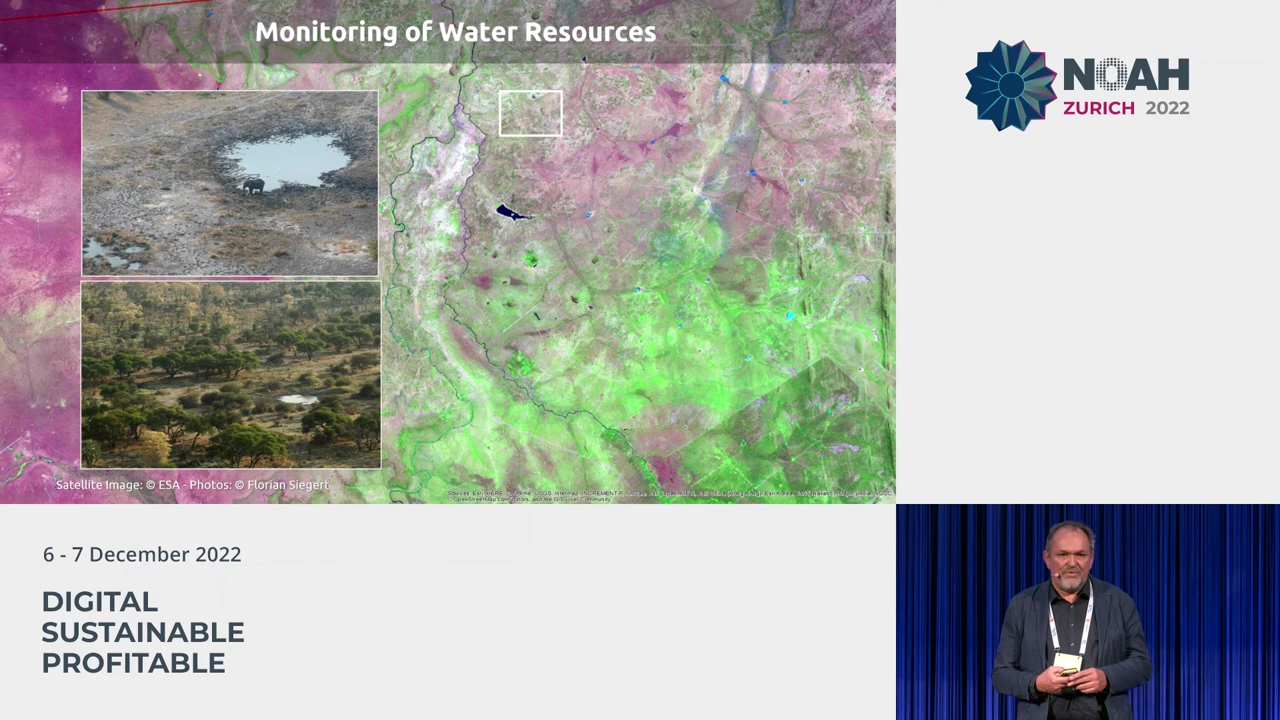 Monitoring of Water Resources
Satellite Image: © ESA - Photos: © Florian Siegert
NOAH
ZURICH 2022
6 - 7 December 2022
DIGITAL
SUSTAINABLE
PROFITABLE